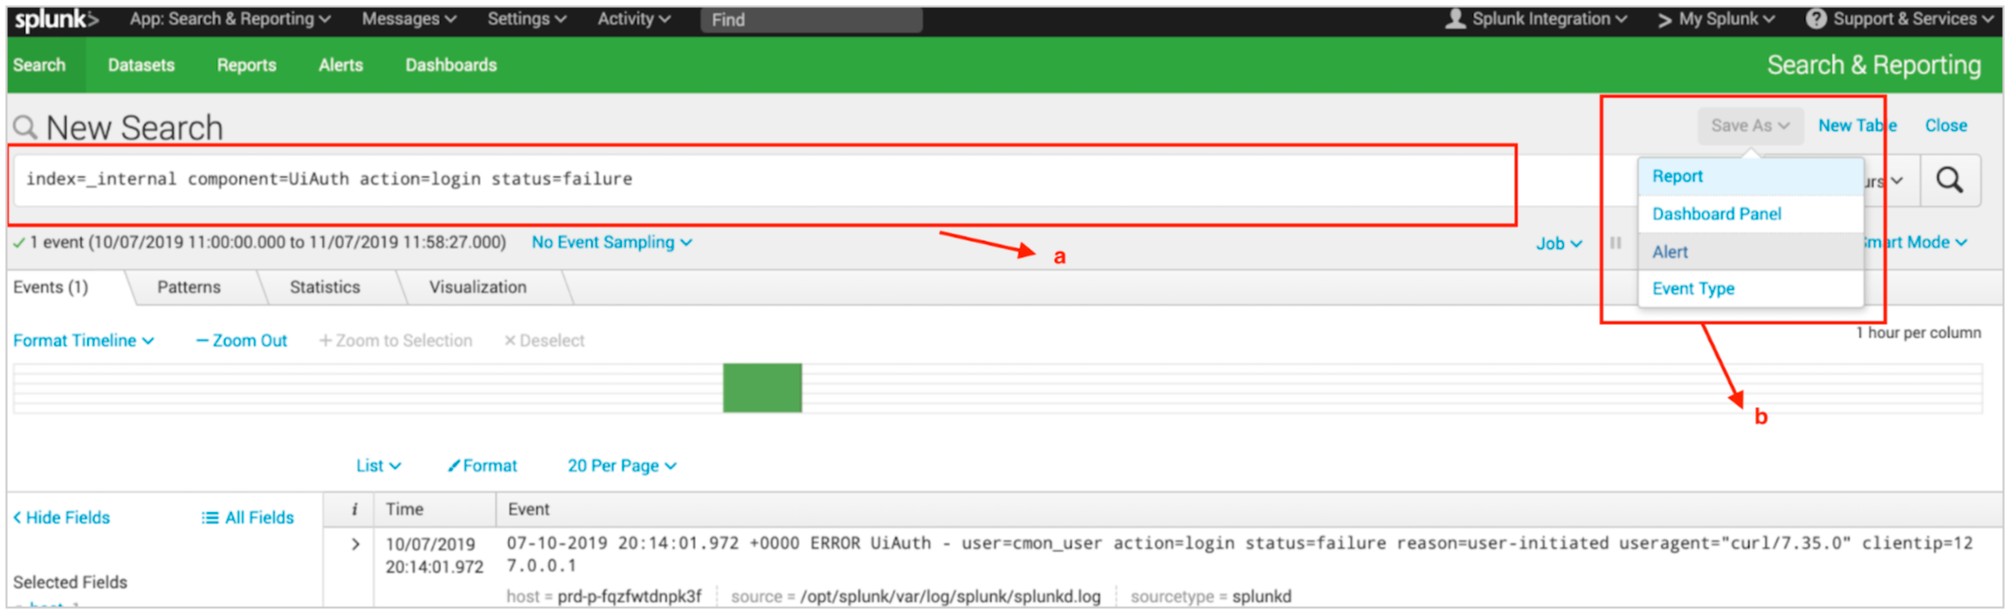 splunk> App: Search & Reporting Messages Settings Activity Find Splunk Integration > My Splunk ? Support & Services
Search Datasets Reports Alerts Dashboards Search & Reporting
New Search Save As New Table Close
index=_internal component=UiAuth action=login status=failure
Report
Dashboard Panel
Alert
Event Type
✓ 1 event (10/07/2019 11:00:00.000 to 11/07/2019 11:58:27.000) No Event Sampling Job Smart Mode
a
Events (1) Patterns Statistics Visualization
Format Timeline — Zoom Out + Zoom to Selection × Deselect 1 hour per column
b
List Format 20 Per Page
< Hide Fields All Fields i Time Event
> 10/07/2019 07-10-2019 20:14:01.972 +0000 ERROR UiAuth - user=cmon_user action=login status=failure reason=user-initiated useragent="curl/7.35.0" clientip=12
20:14:01.972 7.0.0.1
Selected Fields host = prd-p-fqzfwtdnpk3f source = /opt/splunk/var/log/splunk/splunkd.log sourcetype = splunkd